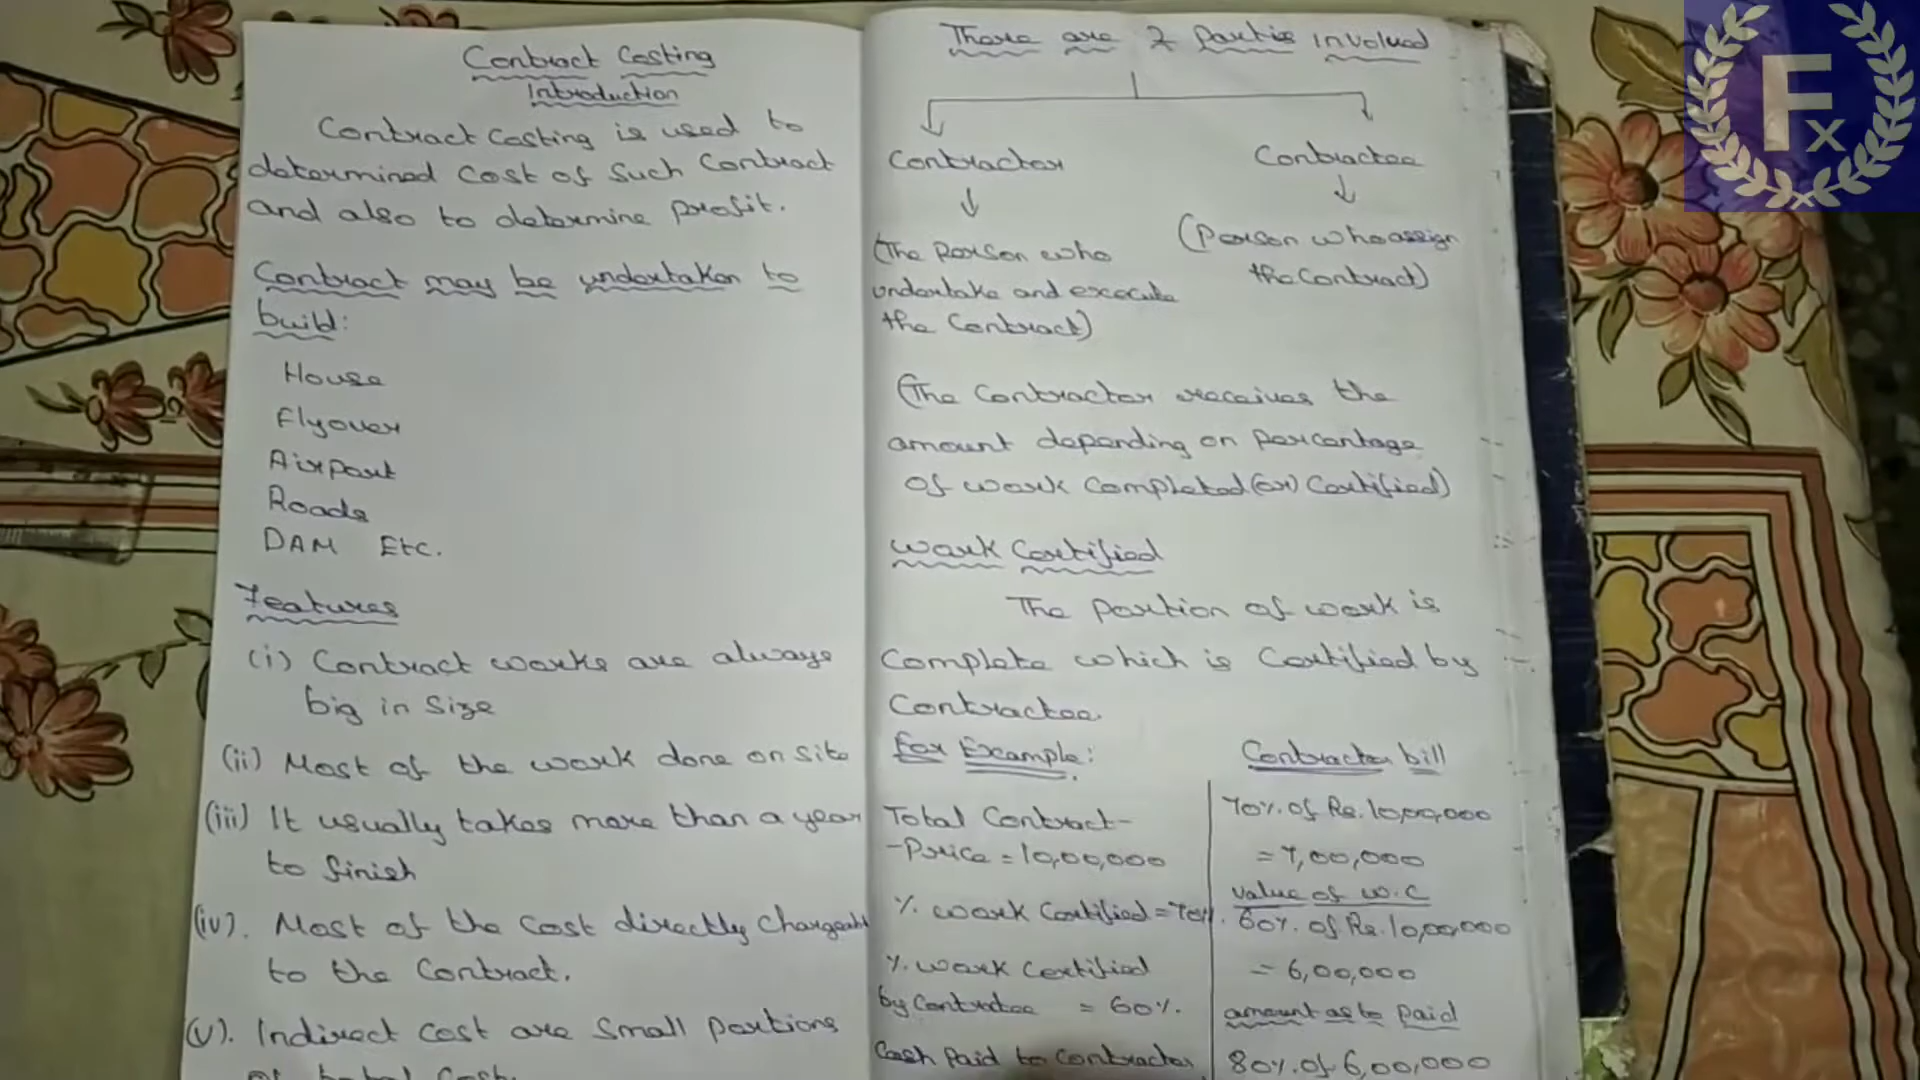 Contract Costing
Introduction
Contract Costing is used to
determined Cost of Such Contract
and also to determine profit.
Contract may be undertaken to
build:
House
Flyover
Airport
Roads
DAM Etc.
Features
(i) Contract works are always
big in Size
(ii) Most of the work done on site
(iii) It usually takes more than a year
to finish
(iv). Most of the Cost directly Chargeable
to the Contract.
(v). Indirect Cost are Small portions
of total Cost.
There are 2 parties involved
Contractor
Contractee
(The Person who
undertake and execute
the Contract)
(Person who assign
the Contract)
(The Contractor receives the
amount depending on percentage
of work completed (or) Certified)
Work Certified
The portion of work is
Complete which is Certified by
Contractee.
For Example:
Total Contract-
-Price = 10,00,000
% work Certified = 70%.
% work Certified
by Contractee = 60%.
Cash Paid to Contractor
Contractor bill
70% of Rs. 10,00,000
= 7,00,000
value of W.C
60% of Rs. 10,00,000
= 6,00,000
amount as to paid
80% of 6,00,000
Fx